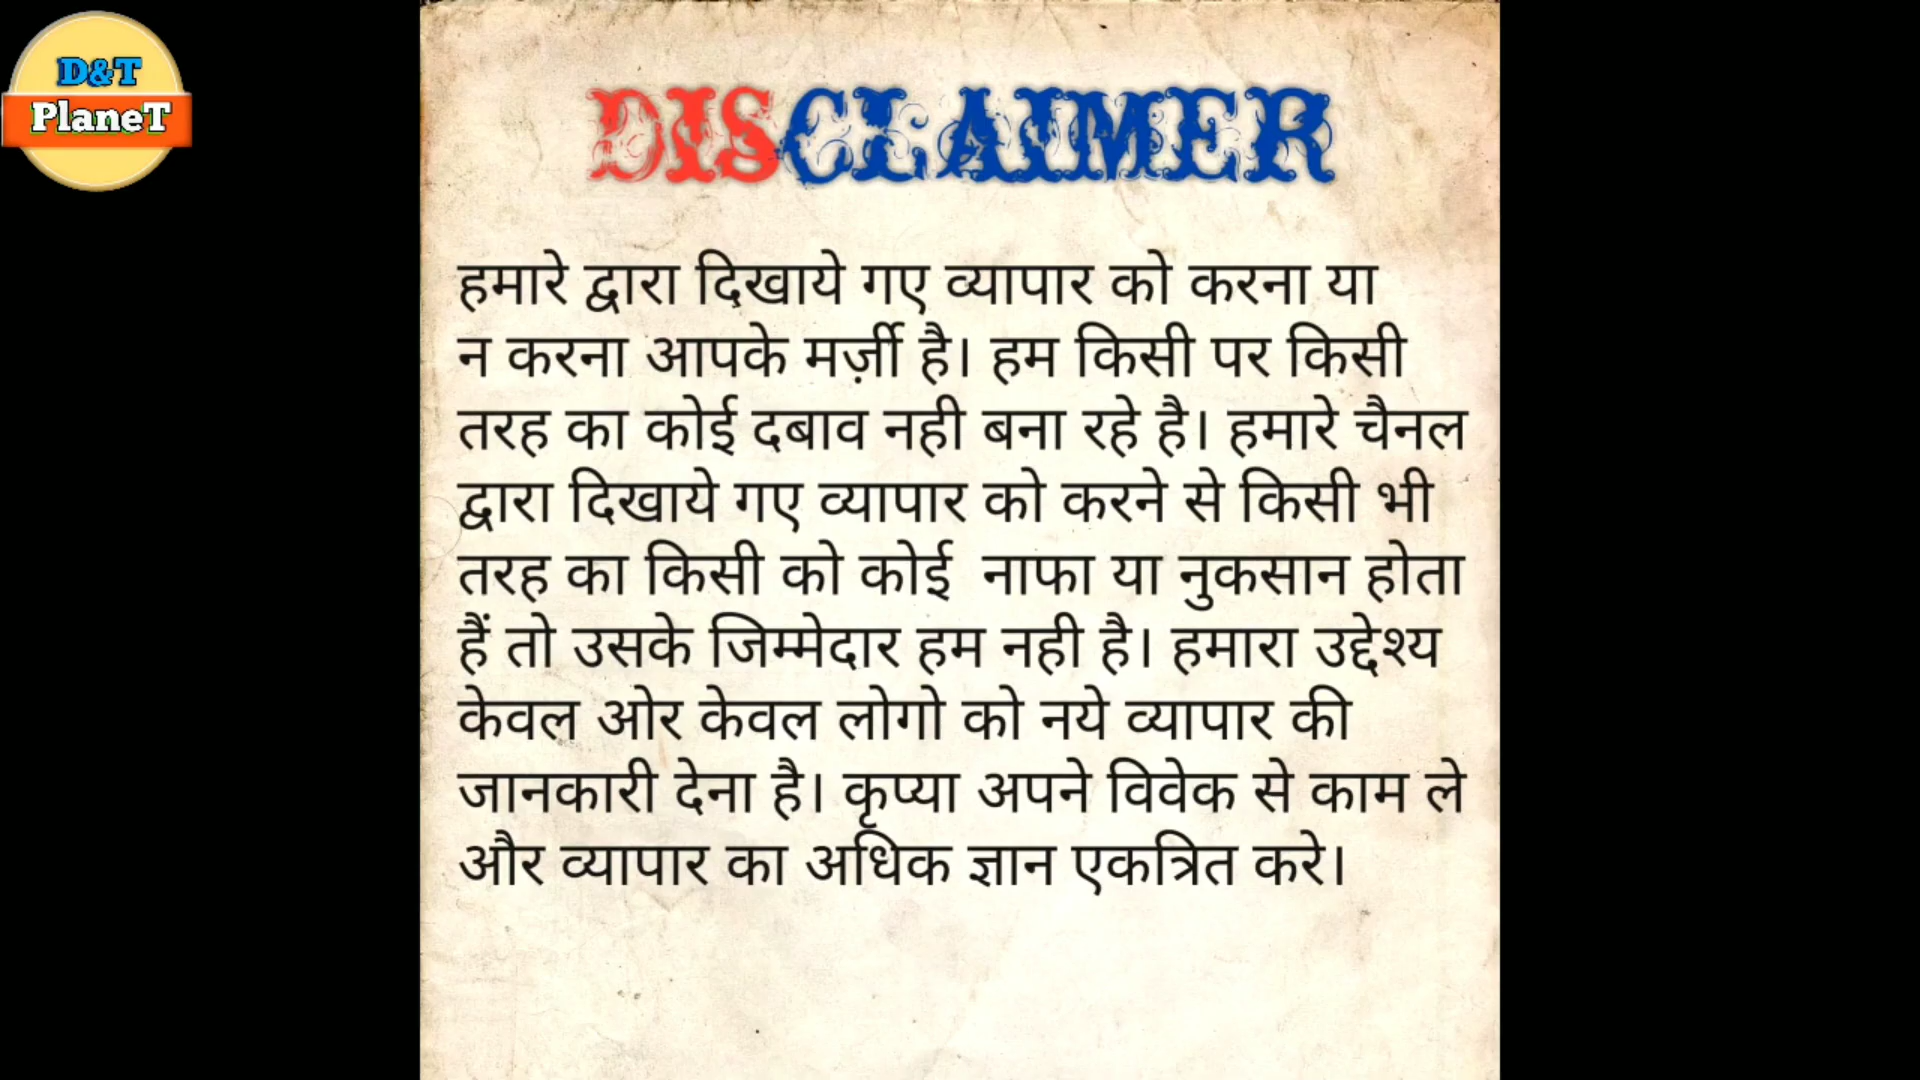 D&T
PlaneT
DISCLAIMER
हमारे द्वारा दिखाये गए व्यापार को करना या
न करना आपके मर्ज़ी है। हम किसी पर किसी
तरह का कोई दबाव नही बना रहे है। हमारे चैनल
द्वारा दिखाये गए व्यापार को करने से किसी भी
तरह का किसी को कोई नाफा या नुकसान होता
हैं तो उसके जिम्मेदार हम नही है। हमारा उद्देश्य
केवल ओर केवल लोगो को नये व्यापार की
जानकारी देना है। कृप्या अपने विवेक से काम ले
और व्यापार का अधिक ज्ञान एकत्रित करे।